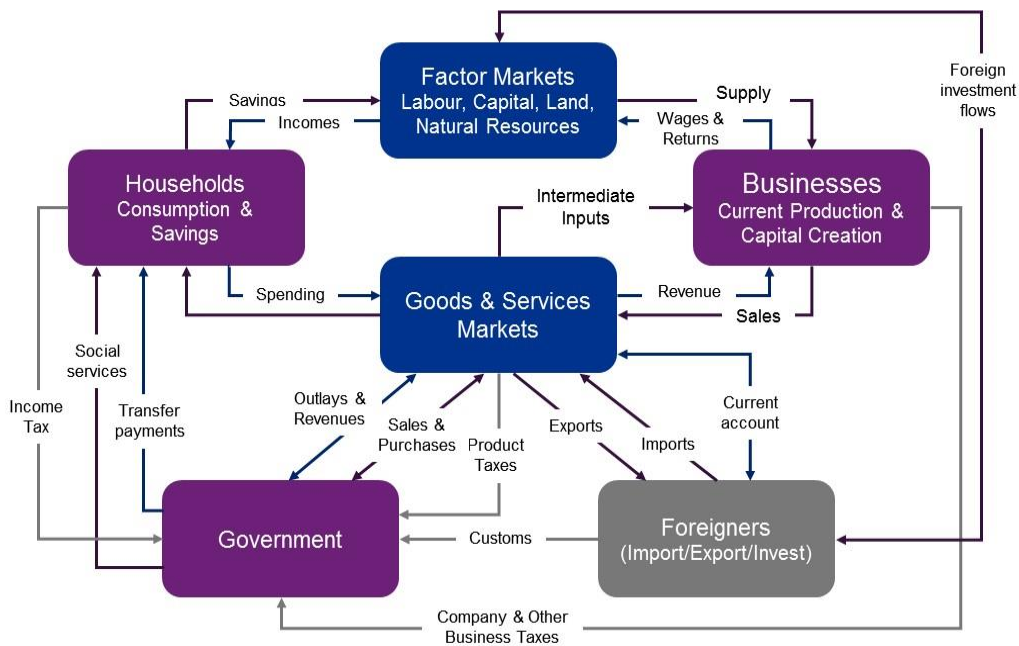 Factor Markets
Labour, Capital, Land,
Natural Resources
Foreign
investment
flows
Savings
Incomes
Supply
Wages &
Returns
Households
Consumption &
Savings
Intermediate
Inputs
Businesses
Current Production &
Capital Creation
Spending
Goods & Services
Markets
Revenue
Sales
Social
services
Income
Tax
Transfer
payments
Outlays &
Revenues
Sales &
Purchases
Product
Taxes
Exports
Imports
Current
account
Government
Customs
Foreigners
(Import/Export/Invest)
Company & Other
Business Taxes